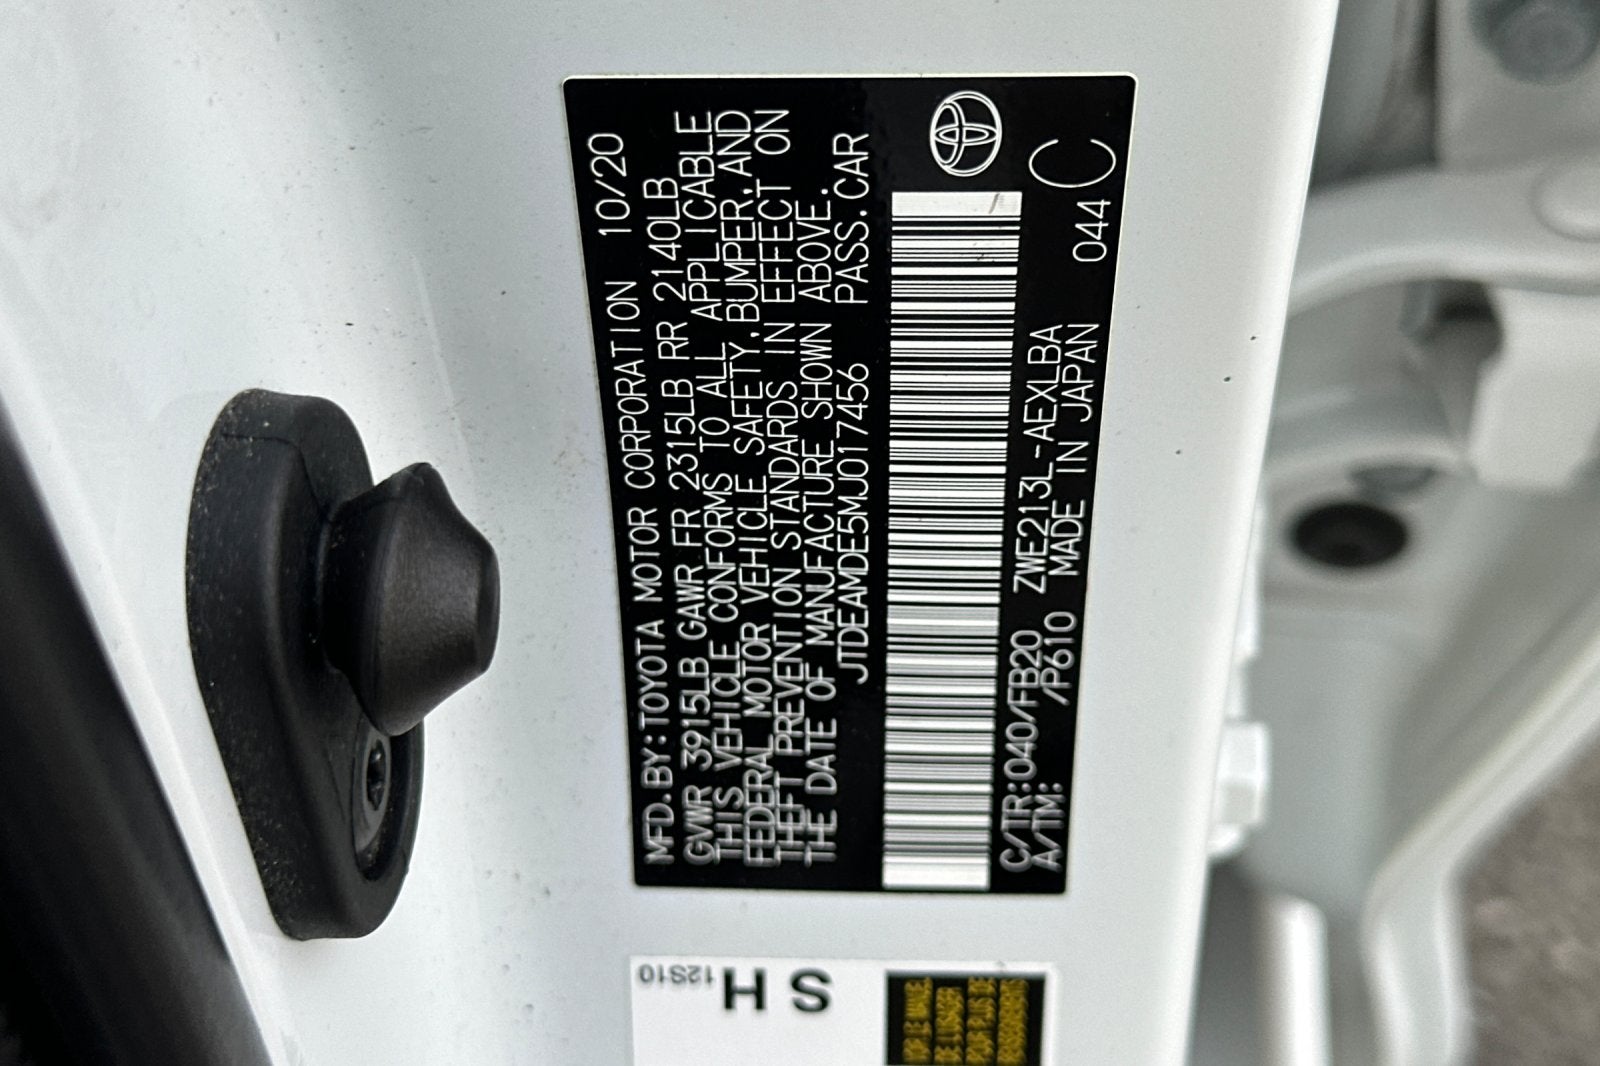 MFD.BY:TOYOTA MOTOR CORPORATION 10/20
GVWR 3915LB GAWR FR 2315LB RR 2140LB
THIS VEHICLE CONFORMS TO ALL APPLICABLE
FEDERAL MOTOR VEHICLE SAFETY,BUMPER,AND
THEFT PREVENTION STANDARDS IN EFFECT ON
THE DATE OF MANUFACTURE SHOWN ABOVE.
JTDEAMDE5MJ017456 PASS.CAR
C/TR:040/FB20 ZWE213L-AEXLBA 044 C
A/TM: /P610 MADE IN JAPAN
SH
12S10